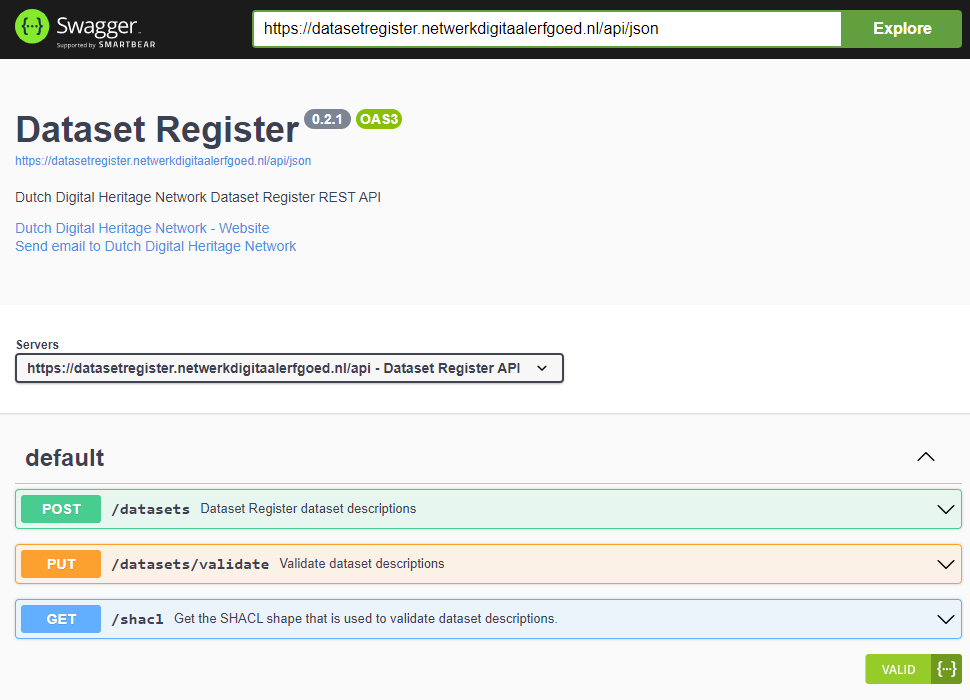 Swagger
Supported by SMARTBEAR
https://datasetregister.netwerkdigitaalerfgoed.nl/api/json
Explore
Dataset Register 0.2.1 OAS3
https://datasetregister.netwerkdigitaalerfgoed.nl/api/json
Dutch Digital Heritage Network Dataset Register REST API
Dutch Digital Heritage Network - Website
Send email to Dutch Digital Heritage Network
Servers
https://datasetregister.netwerkdigitaalerfgoed.nl/api - Dataset Register API
default
POST /datasets Dataset Register dataset descriptions
PUT /datasets/validate Validate dataset descriptions
GET /shacl Get the SHACL shape that is used to validate dataset descriptions.
VALID {···}